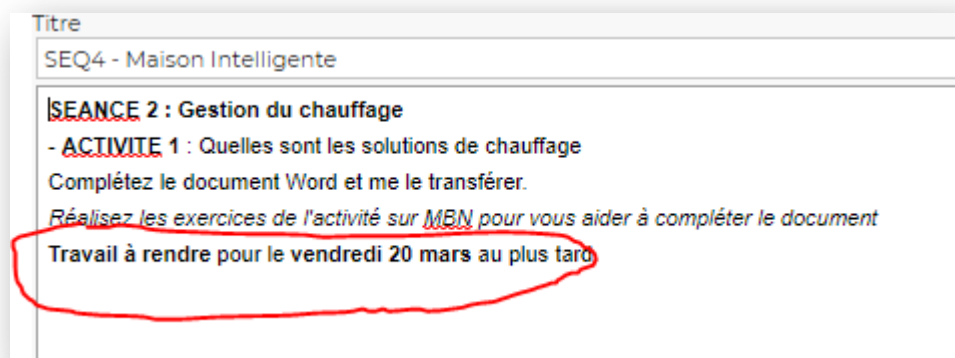 Titre
SEQ4 - Maison Intelligente
SEANCE 2 : Gestion du chauffage
- ACTIVITE 1 : Quelles sont les solutions de chauffage
Complétez le document Word et me le transférer.
Réalisez les exercices de l'activité sur MBN pour vous aider à compléter le document
Travail à rendre pour le vendredi 20 mars au plus tard